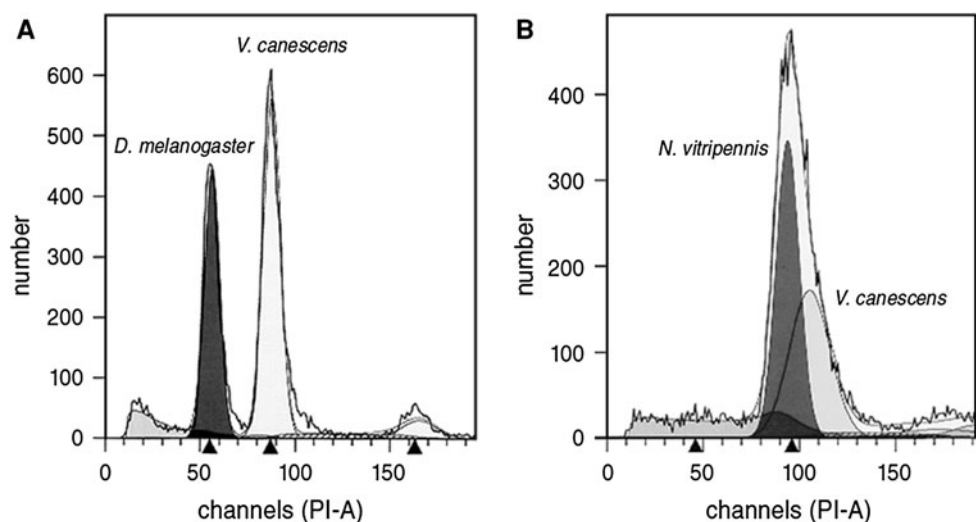 A
V. canescens
D. melanogaster
600
500
400
300
200
100
0
number
0 50 100 150
channels (PI-A)
B
N. vitripennis
V. canescens
400
300
200
100
0
number
0 50 100 150
channels (PI-A)